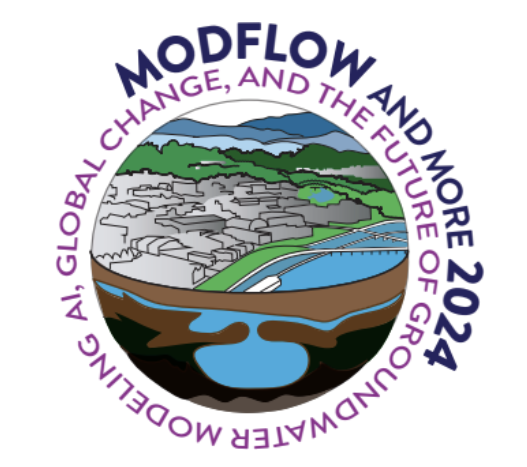 MODFLOW AND MORE 2024
AI, GLOBAL CHANGE, AND THE FUTURE OF GROUNDWATER MODELING